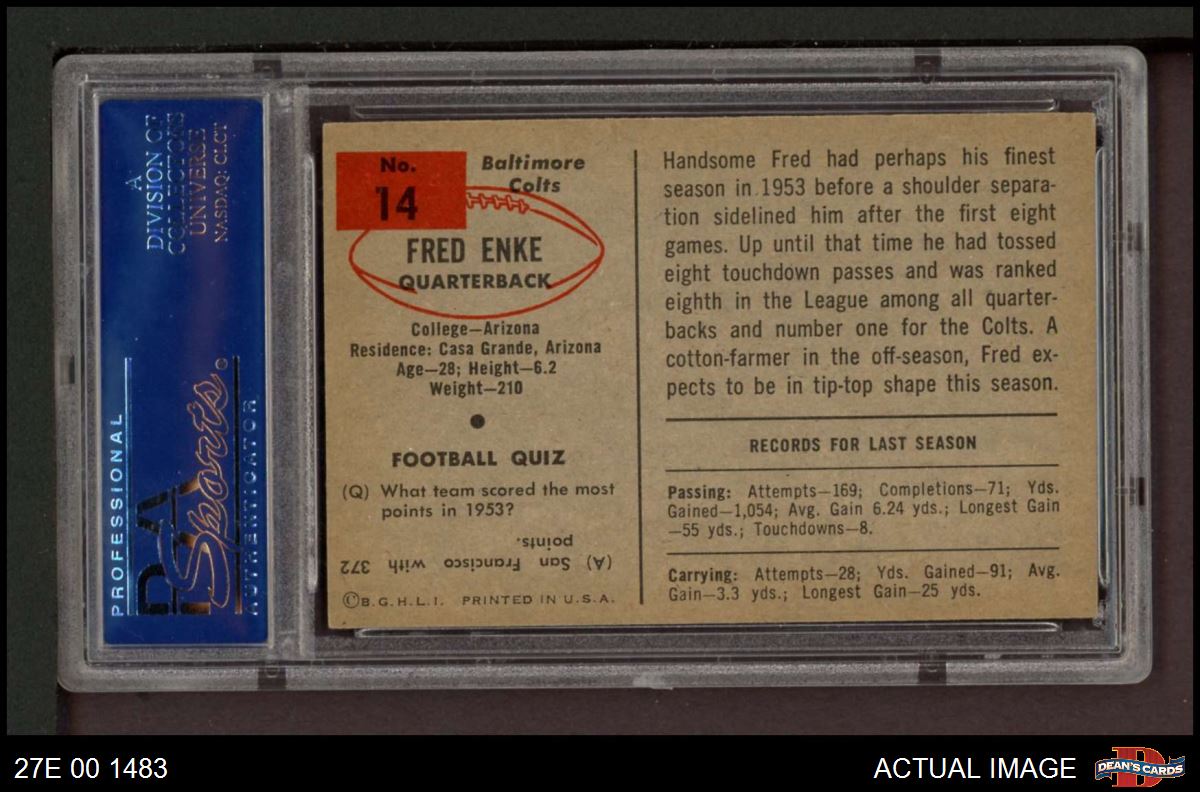 A
DIVISION OF
COLLECTORS
UNIVERSE
NASDAQ: CLCT
PROFESSIONAL
PSA
Sports
AUTHENTICATOR
No.
14
Baltimore
Colts
FRED ENKE
QUARTERBACK
College—Arizona
Residence: Casa Grande, Arizona
Age—28; Height—6.2
Weight—210
FOOTBALL QUIZ
(Q) What team scored the most
points in 1953?
(A) San Francisco with 372
points.
©B.G.H.L.I. PRINTED IN U.S.A.
Handsome Fred had perhaps his finest
season in 1953 before a shoulder separa-
tion sidelined him after the first eight
games. Up until that time he had tossed
eight touchdown passes and was ranked
eighth in the League among all quarter-
backs and number one for the Colts. A
cotton-farmer in the off-season, Fred ex-
pects to be in tip-top shape this season.
RECORDS FOR LAST SEASON
Passing: Attempts—169; Completions—71; Yds.
Gained—1,054; Avg. Gain 6.24 yds.; Longest Gain
—55 yds.; Touchdowns—8.
Carrying: Attempts—28; Yds. Gained—91; Avg.
Gain—3.3 yds.; Longest Gain—25 yds.
27E 00 1483
ACTUAL IMAGE
D
DEAN'S CARDS